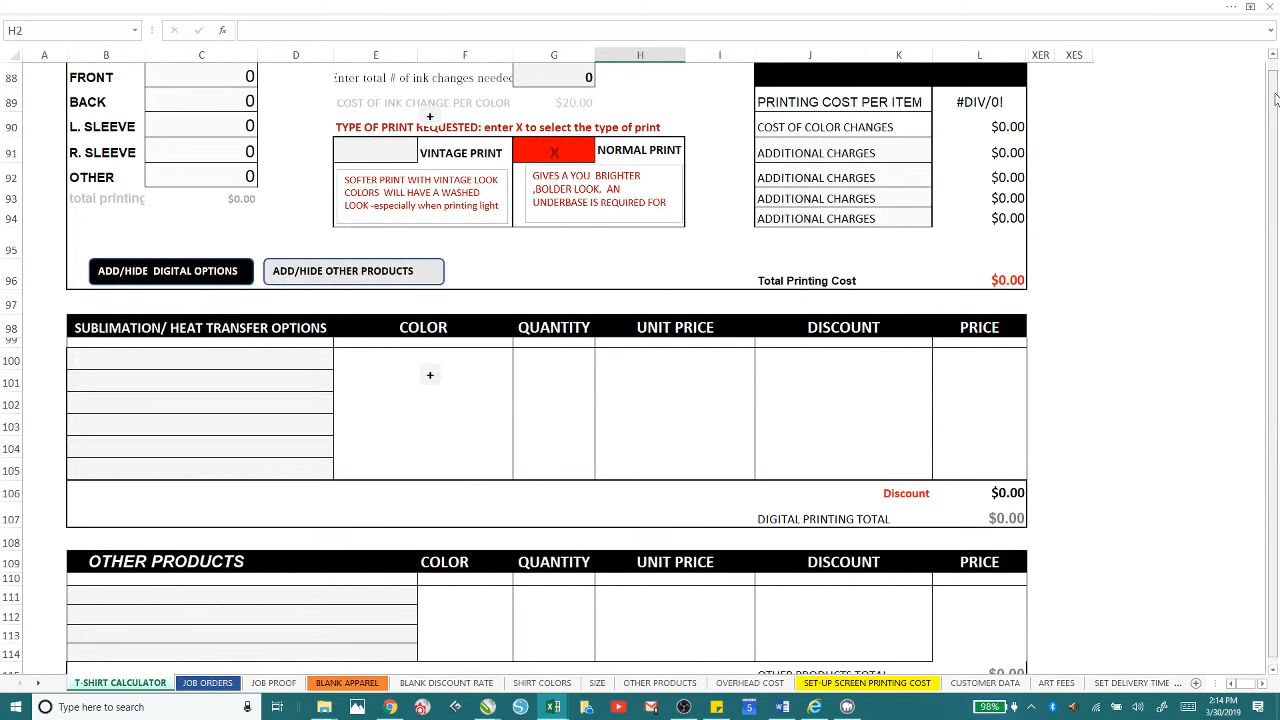 H2 fx
A B C D E F G H I J K L XER XES
88 FRONT 0 Enter total # of ink changes needed 0
89 BACK 0 COST OF INK CHANGE PER COLOR $20.00 PRINTING COST PER ITEM #DIV/0!
90 L. SLEEVE 0 TYPE OF PRINT REQUESTED: enter X to select the type of print COST OF COLOR CHANGES $0.00
91 R. SLEEVE 0 VINTAGE PRINT X NORMAL PRINT ADDITIONAL CHARGES $0.00
92 OTHER 0 ADDITIONAL CHARGES $0.00
SOFTER PRINT WITH VINTAGE LOOK
COLORS WILL HAVE A WASHED
LOOK -especially when printing light
GIVES A YOU BRIGHTER
,BOLDER LOOK. AN
UNDERBASE IS REQUIRED FOR
93 total printing $0.00 ADDITIONAL CHARGES $0.00
94 ADDITIONAL CHARGES $0.00
95
ADD/HIDE DIGITAL OPTIONS ADD/HIDE OTHER PRODUCTS
96 Total Printing Cost $0.00
97
98 SUBLIMATION/ HEAT TRANSFER OPTIONS COLOR QUANTITY UNIT PRICE DISCOUNT PRICE
99
100
101
102
103
104
105
106 Discount $0.00
107 DIGITAL PRINTING TOTAL $0.00
108
109 OTHER PRODUCTS COLOR QUANTITY UNIT PRICE DISCOUNT PRICE
110
111
112
113
114
115 OTHER PRODUCTS TOTAL $0.00
T-SHIRT CALCULATOR JOB ORDERS JOB PROOF BLANK APPAREL BLANK DISCOUNT RATE SHIRT COLORS SIZE OTHER PRODUCTS OVERHEAD COST SET-UP SCREEN PRINTING COST CUSTOMER DATA ART FEES SET DELIVERY TIME ...
Type here to search 98% 2:14 PM
3/30/2019